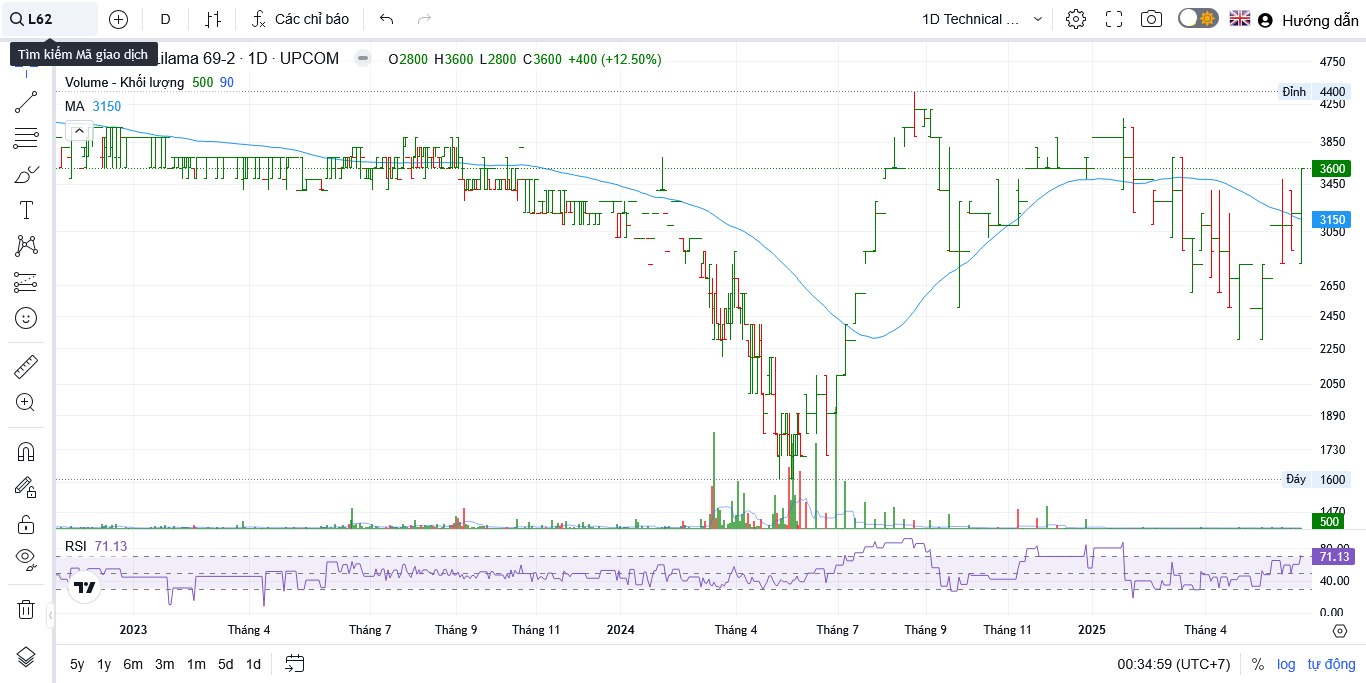 L62
D
Các chỉ báo
1D Technical ...
Hướng dẫn
Tìm kiếm Mã giao dịch
Lilama 69-2 · 1D · UPCOM
O2800 H3600 L2800 C3600 +400 (+12.50%)
Volume - Khối lượng 500 90
MA 3150
4750
Đỉnh 4400
4250
3850
3600
3450
3150
3050
2650
2450
2250
2050
1890
1730
Đáy 1600
1470
500
RSI 71.13
80.00
71.13
40.00
0.00
2023 Tháng 4 Tháng 7 Tháng 9 Tháng 11 2024 Tháng 4 Tháng 7 Tháng 9 Tháng 11 2025 Tháng 4
5y 1y 6m 3m 1m 5d 1d
00:34:59 (UTC+7) % log tự động